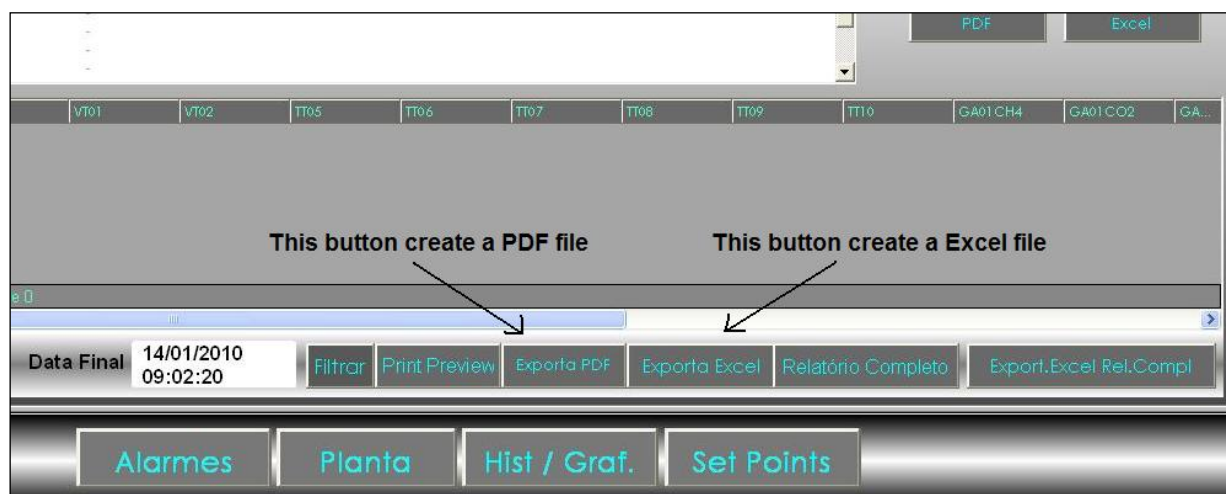 PDF Excel
VT01 VT02 TT05 TT06 TT07 TT08 TT09 TT10 GA01CH4 GA01CO2 GA...
This button create a PDF file This button create a Excel file
e 0
Data Final 14/01/2010 09:02:20 Filtrar Print Preview Exporta PDF Exporta Excel Relatório Completo Export.Excel Rel.Compl
Alarmes Planta Hist / Graf. Set Points